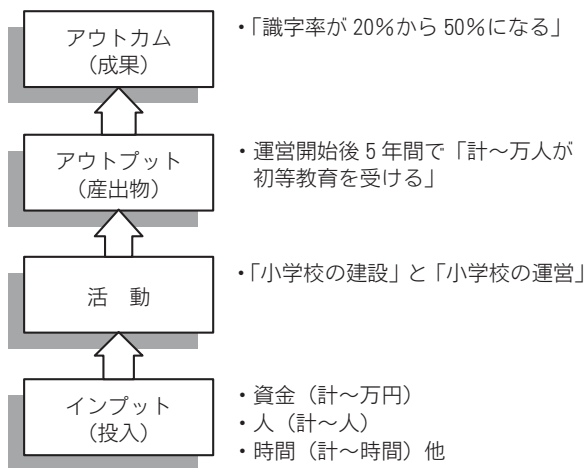 アウトカム
（成果）
・「識字率が 20％から 50％になる」
アウトプット
（産出物）
・運営開始後 5 年間で「計～万人が
初等教育を受ける」
活　動
・「小学校の建設」と「小学校の運営」
インプット
（投入）
・資金（計～万円）
・人（計～人）
・時間（計～時間）他